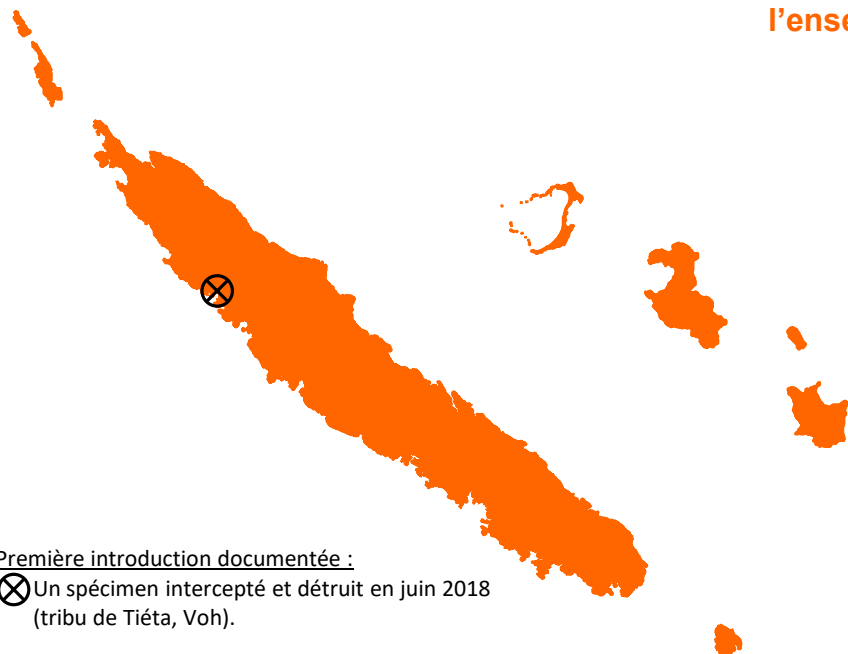 l’ense
Première introduction documentée :
Un spécimen intercepté et détruit en juin 2018
(tribu de Tiéta, Voh).